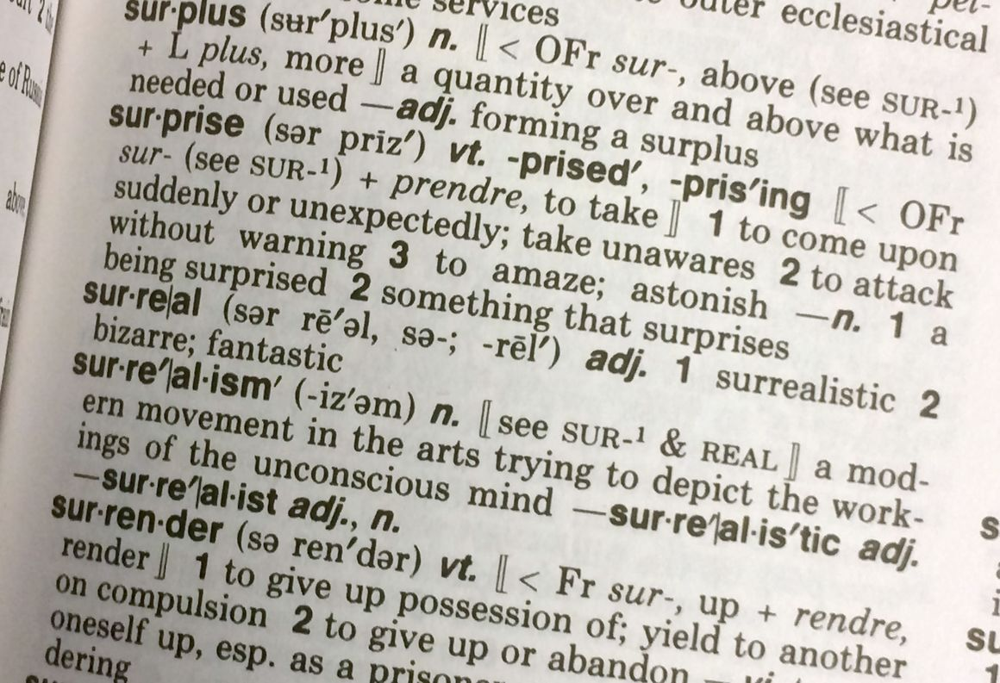 services
outer ecclesiastical
sur·plus (sʉr′plus′) n. ⟦< OFr sur-, above (see SUR-¹)
+ L plus, more⟧ a quantity over and above what is
needed or used —adj. forming a surplus
sur·prise (sər prīz′) vt. -prised′, -pris′ing ⟦< OFr
sur- (see SUR-¹) + prendre, to take⟧ 1 to come upon
suddenly or unexpectedly; take unawares 2 to attack
without warning 3 to amaze; astonish —n. 1 a
being surprised 2 something that surprises
sur·re|al (sər rē′əl, sə-; -rēl′) adj. 1 surrealistic 2
bizarre; fantastic
sur·re′|al·ism′ (-iz′əm) n. ⟦see SUR-¹ & REAL⟧ a mod-
ern movement in the arts trying to depict the work-
ings of the unconscious mind —sur·re′|al·is′tic adj.
—sur·re′|al·ist adj., n.
sur·ren·der (sə ren′dər) vt. ⟦< Fr sur-, up + rendre,
render⟧ 1 to give up possession of; yield to another
on compulsion 2 to give up or abandon —vi.
oneself up, esp. as a prisoner
dering